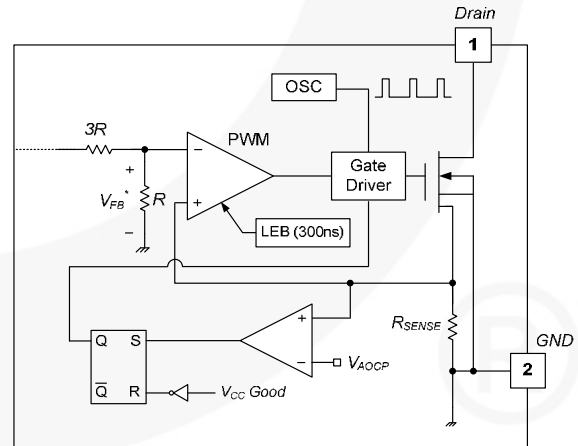 Drain
1
OSC
3R
PWM
−
+
+
V_FB*
−
R
Gate
Driver
LEB (300ns)
R_SENSE
GND
2
Q S
+
−
V_AOCP
Q̅ R
V_CC Good
R